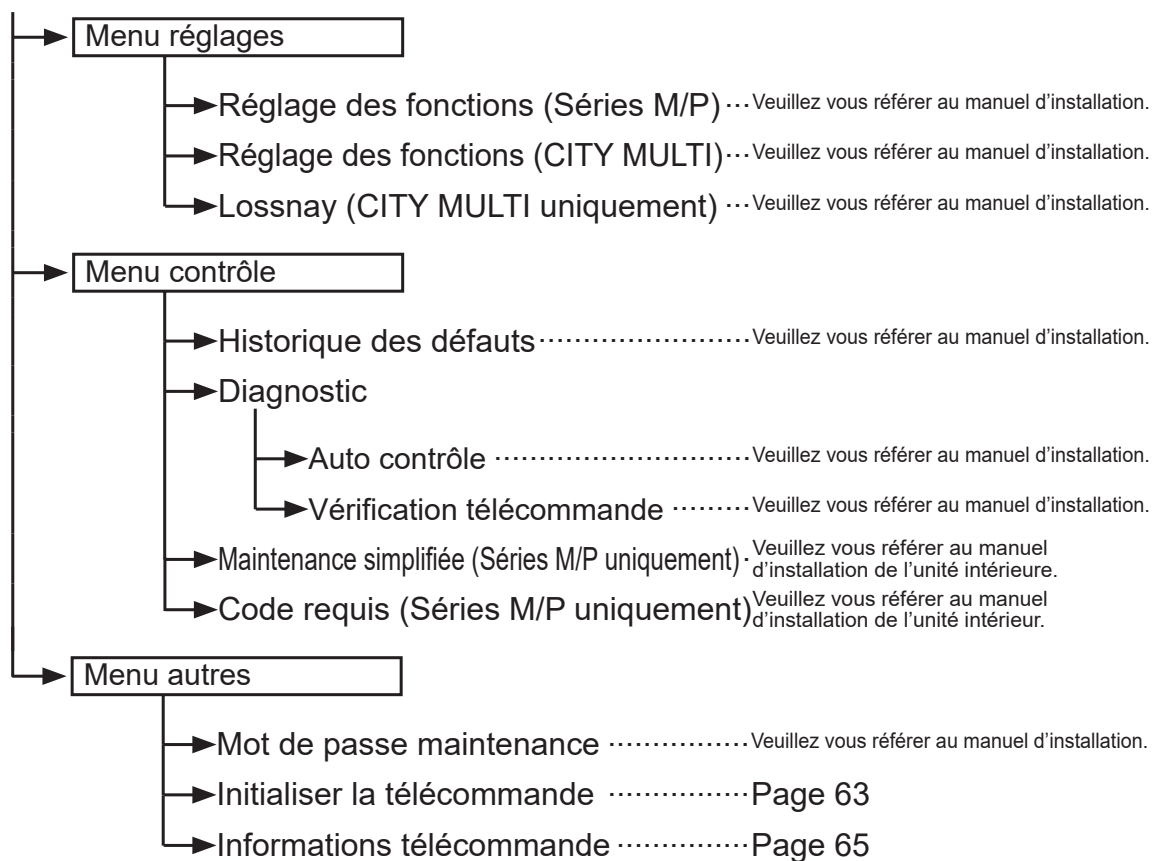 Menu réglages
Réglage des fonctions (Séries M/P) ··· Veuillez vous référer au manuel d’installation.
Réglage des fonctions (CITY MULTI) ··· Veuillez vous référer au manuel d’installation.
Lossnay (CITY MULTI uniquement) ··· Veuillez vous référer au manuel d’installation.
Menu contrôle
Historique des défauts ························ Veuillez vous référer au manuel d’installation.
Diagnostic
Auto contrôle ····························· Veuillez vous référer au manuel d’installation.
Vérification télécommande ········· Veuillez vous référer au manuel d’installation.
Maintenance simplifiée (Séries M/P uniquement) · Veuillez vous référer au manuel
d’installation de l’unité intérieure.
Code requis (Séries M/P uniquement) Veuillez vous référer au manuel
d’installation de l’unité intérieur.
Menu autres
Mot de passe maintenance ················ Veuillez vous référer au manuel d’installation.
Initialiser la télécommande ················ Page 63
Informations télécommande ··············· Page 65